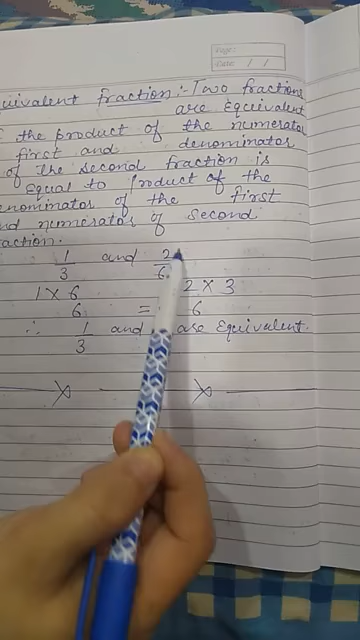 Page:
Date: / /
quivalent fraction :- Two fractions
are equivalent
f the product of the numerator
first and denominator
of the second fraction is
Equal to Product of the
enominator of the first
nd numerator of second
action.
1/3 and 2/6
1 × 6 2 × 3
6 = 6
∴ 1/3 and are equivalent.